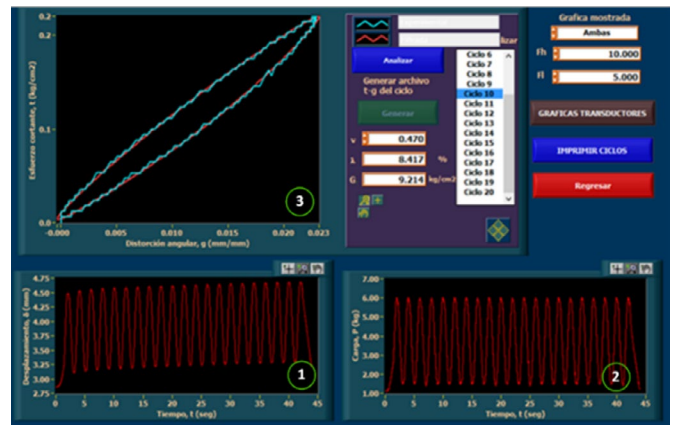 0.2
0.2
0.1
0.0
Esfuerzo cortante, t (kg/cm2)
-0.000 0.005 0.010 0.015 0.020 0.023
Distorción angular, g (mm/mm)
3
lizar
Analizar
Generar archivo
t-g del ciclo
Generar
v 0.470
λ 8.417 %
G 9.214 kg/cm2
Ciclo 6
Ciclo 7
Ciclo 8
Ciclo 9
Ciclo 10
Ciclo 11
Ciclo 12
Ciclo 13
Ciclo 14
Ciclo 15
Ciclo 16
Ciclo 17
Ciclo 18
Ciclo 19
Ciclo 20
Grafica mostrada
Ambas
Fh 10.000
Fl 5.000
GRAFICAS TRANSDUCTORES
IMPRIMIR CICLOS
Regresar
4.75
4.50
4.25
4.00
3.75
3.50
3.25
3.00
2.75
Desplazamiento, δ (mm)
0 5 10 15 20 25 30 35 40 45
Tiempo, t (seg)
1
7.00
6.00
5.00
4.00
3.00
2.00
1.00
Carga, P (kg)
0 5 10 15 20 25 30 35 40 45
Tiempo, t (seg)
2